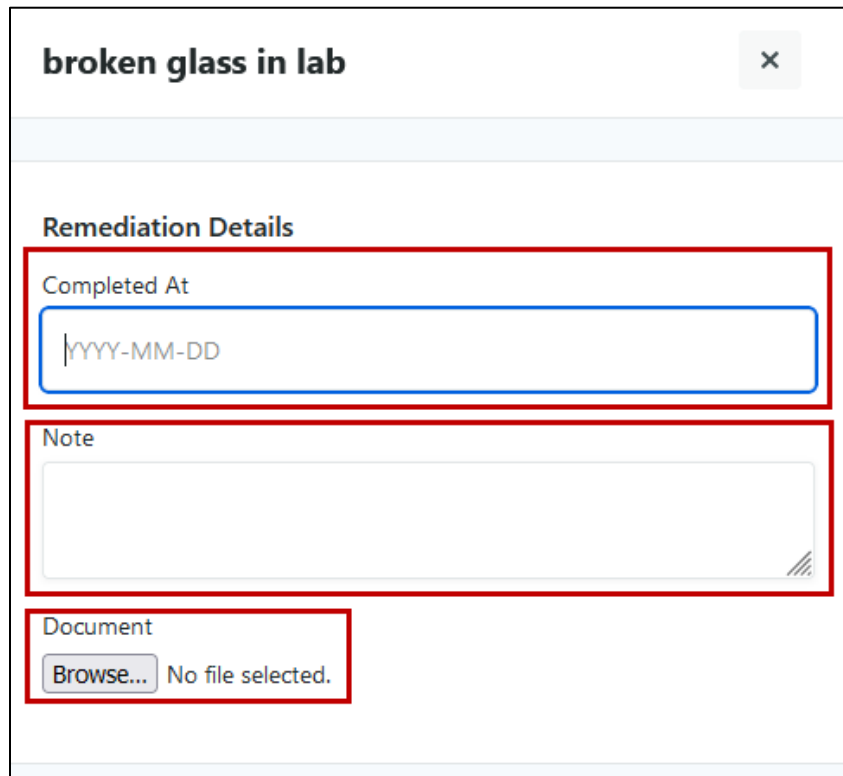 broken glass in lab
Remediation Details
Completed At
YYYY-MM-DD
Note
Document
Browse... No file selected.